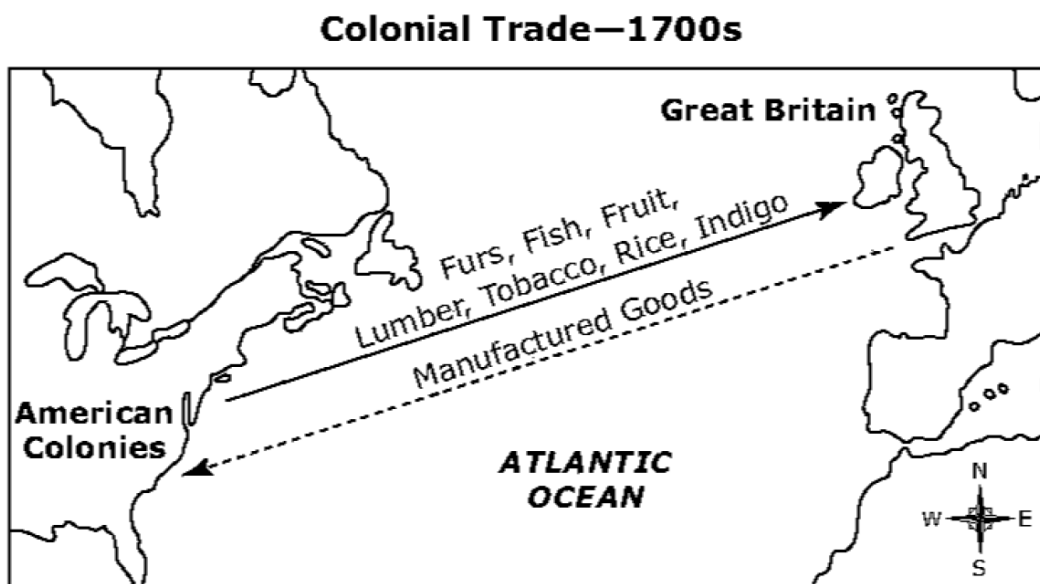 Colonial Trade—1700s
Great Britain
Furs, Fish, Fruit,
Lumber, Tobacco, Rice, Indigo
Manufactured Goods
American
Colonies
ATLANTIC
OCEAN
N
W
E
S